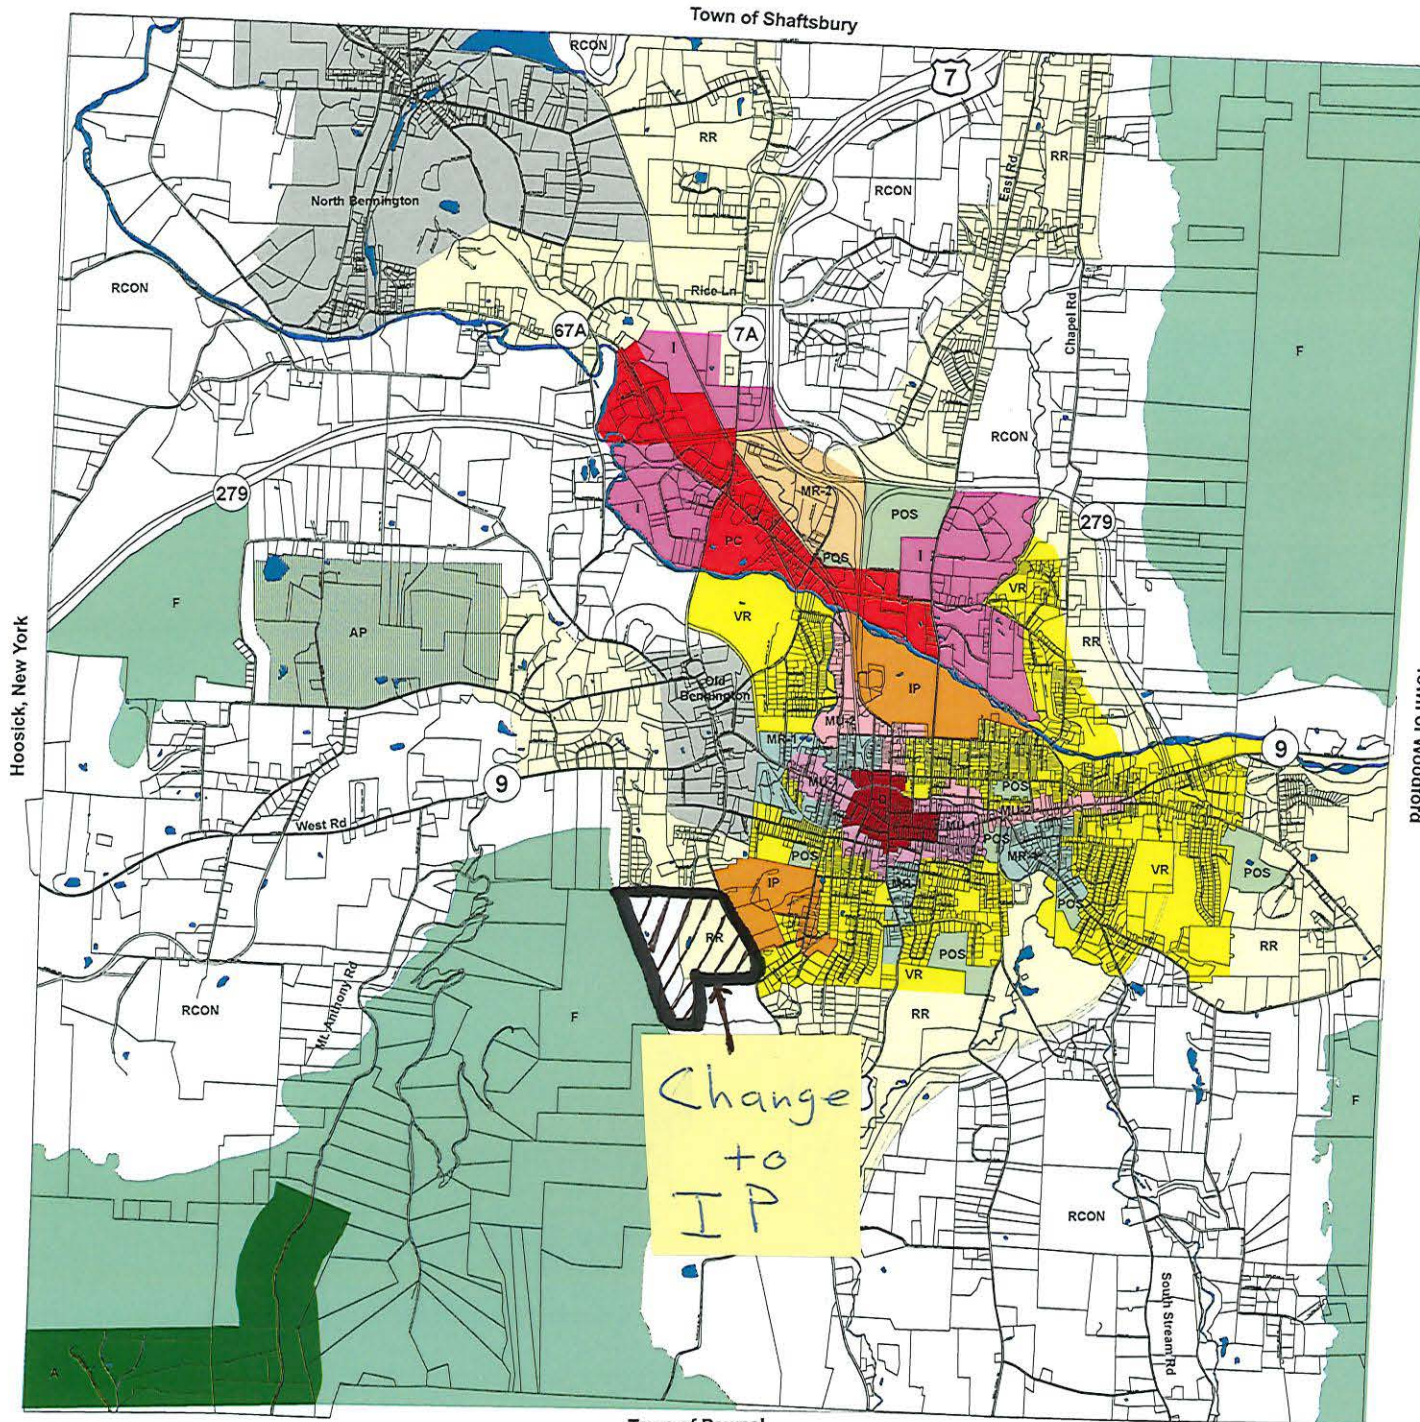 Town of Shaftsbury
RCON
7
RR
East Rd
RR
RCON
North Bennington
RCON
Rice Ln
Chapel Rd
67A
7A
I
F
RCON
279
MR-2
POS
279
I
PC
POS
I
VR
F
AP
VR
RR
Hoosick, New York
Old
Bennington
IP
MU-2
MR-1
9
9
POS
West Rd
MU-1
POS
MR-1
POS
IP
VR
POS
POS
RR
POS
RR
VR
RCON
Mt. Anthony Rd
F
RR
Change
to
IP
F
RCON
South Stream Rd
A